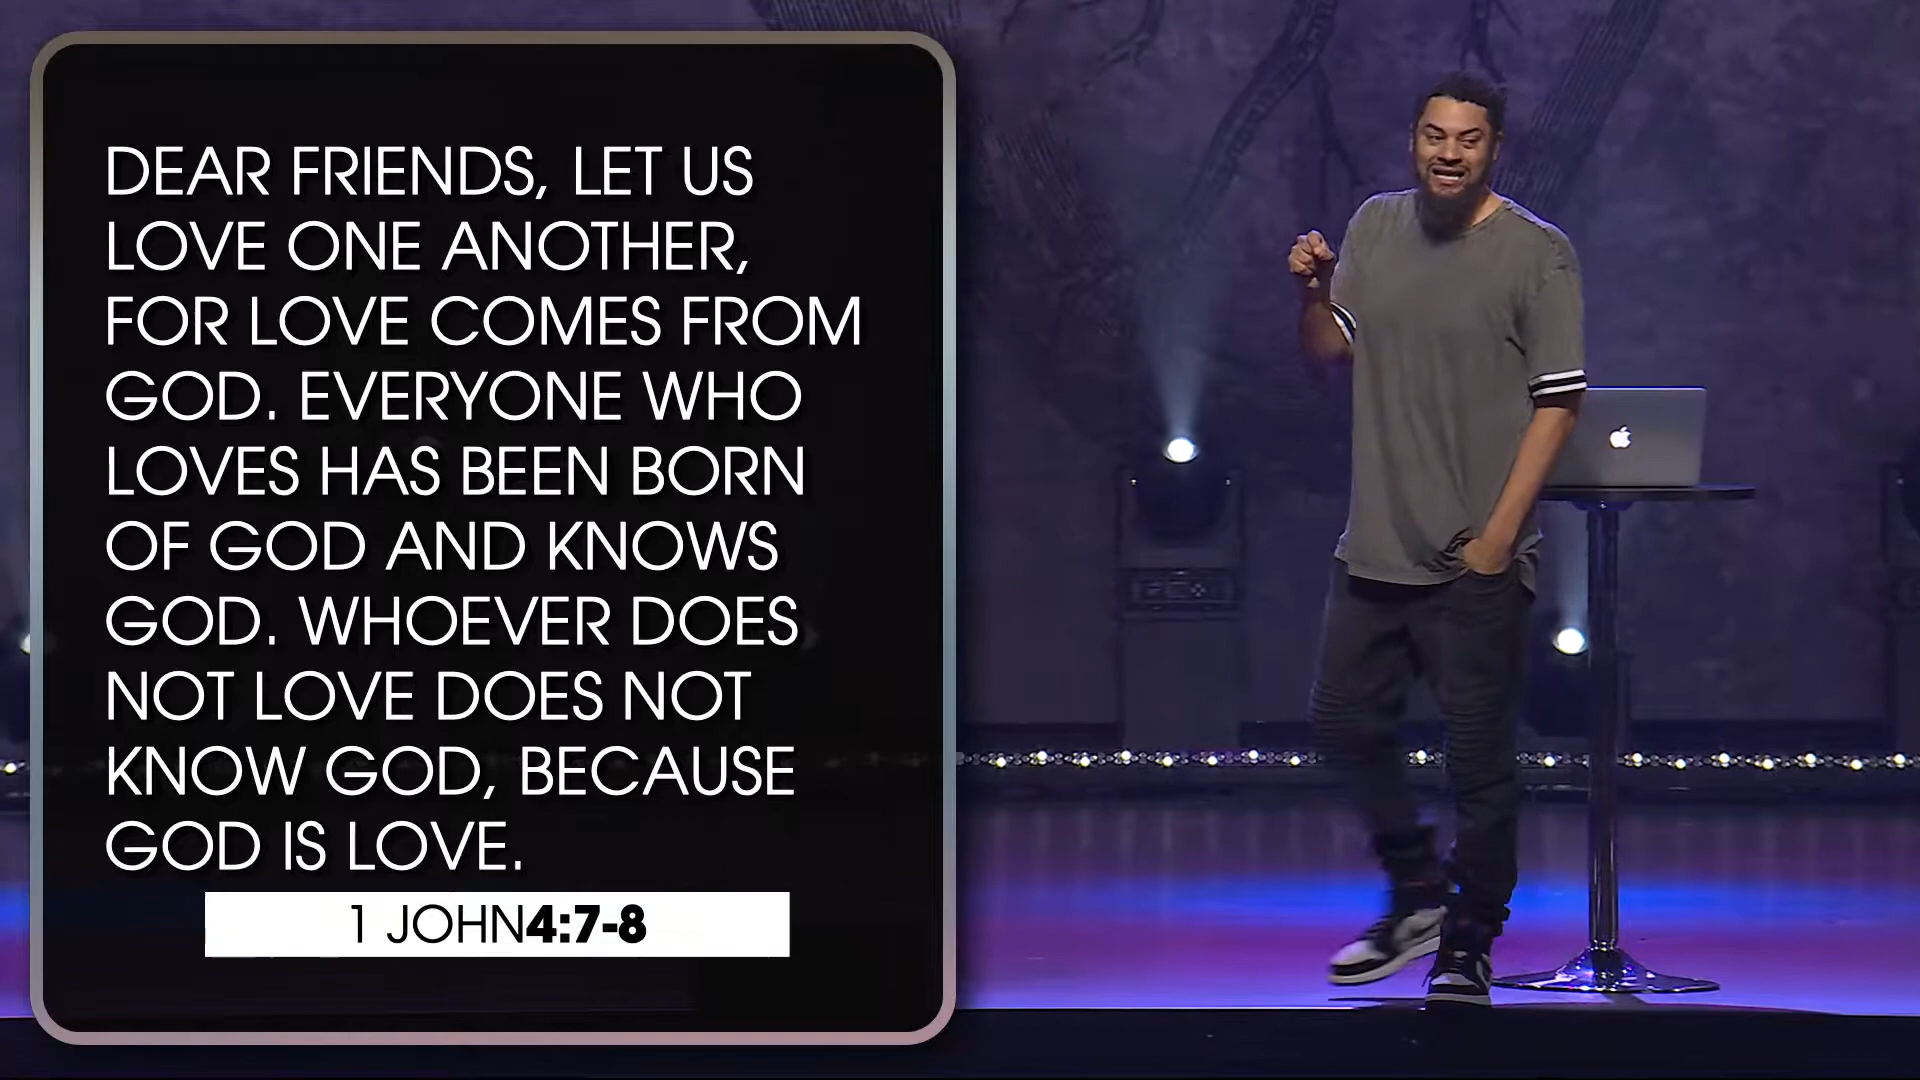 DEAR FRIENDS, LET US
LOVE ONE ANOTHER,
FOR LOVE COMES FROM
GOD. EVERYONE WHO
LOVES HAS BEEN BORN
OF GOD AND KNOWS
GOD. WHOEVER DOES
NOT LOVE DOES NOT
KNOW GOD, BECAUSE
GOD IS LOVE.
1 JOHN4:7-8